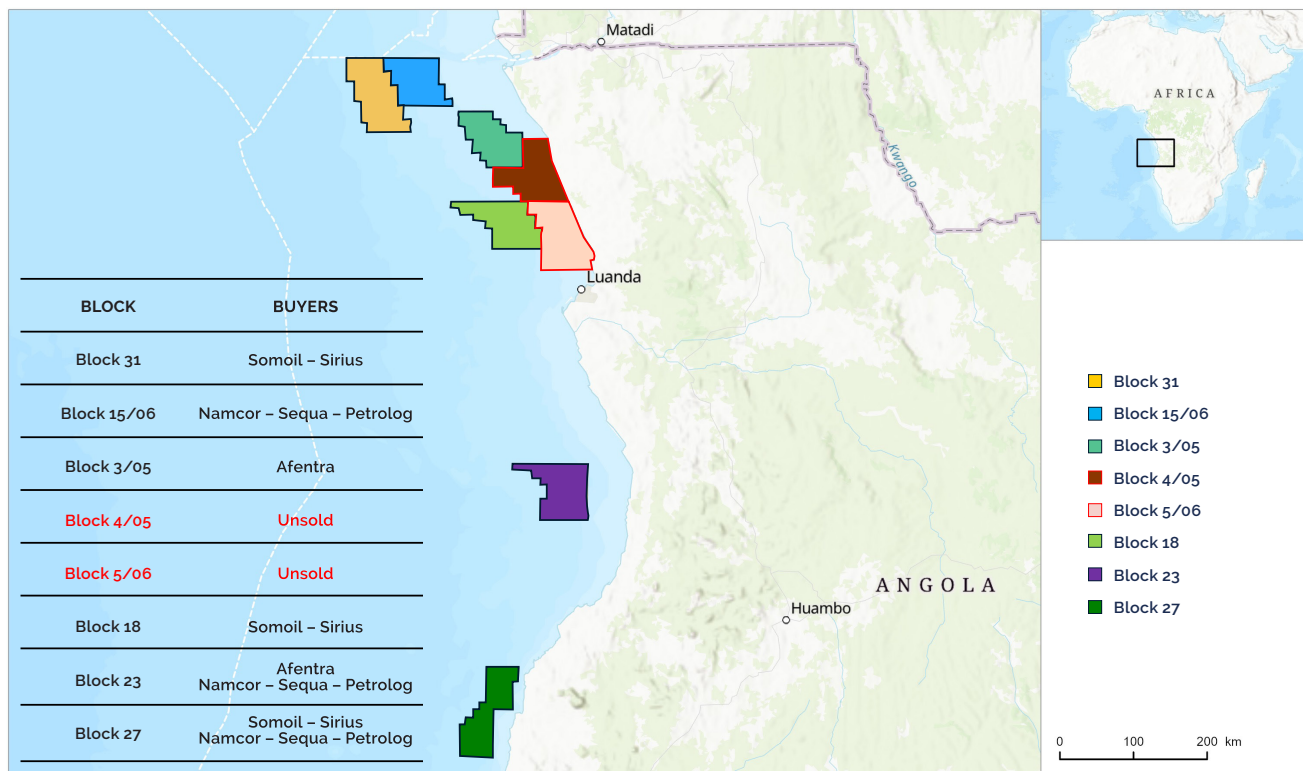 Matadi
Kwango
Luanda
Huambo
ANGOLA
AFRICA
BLOCK BUYERS
Block 31 Somoil – Sirius
Block 15/06 Namcor – Sequa – Petrolog
Block 3/05 Afentra
Block 4/05 Unsold
Block 5/06 Unsold
Block 18 Somoil – Sirius
Block 23 Afentra
Namcor – Sequa – Petrolog
Block 27 Somoil – Sirius
Namcor – Sequa – Petrolog
Block 31
Block 15/06
Block 3/05
Block 4/05
Block 5/06
Block 18
Block 23
Block 27
0 100 200 km